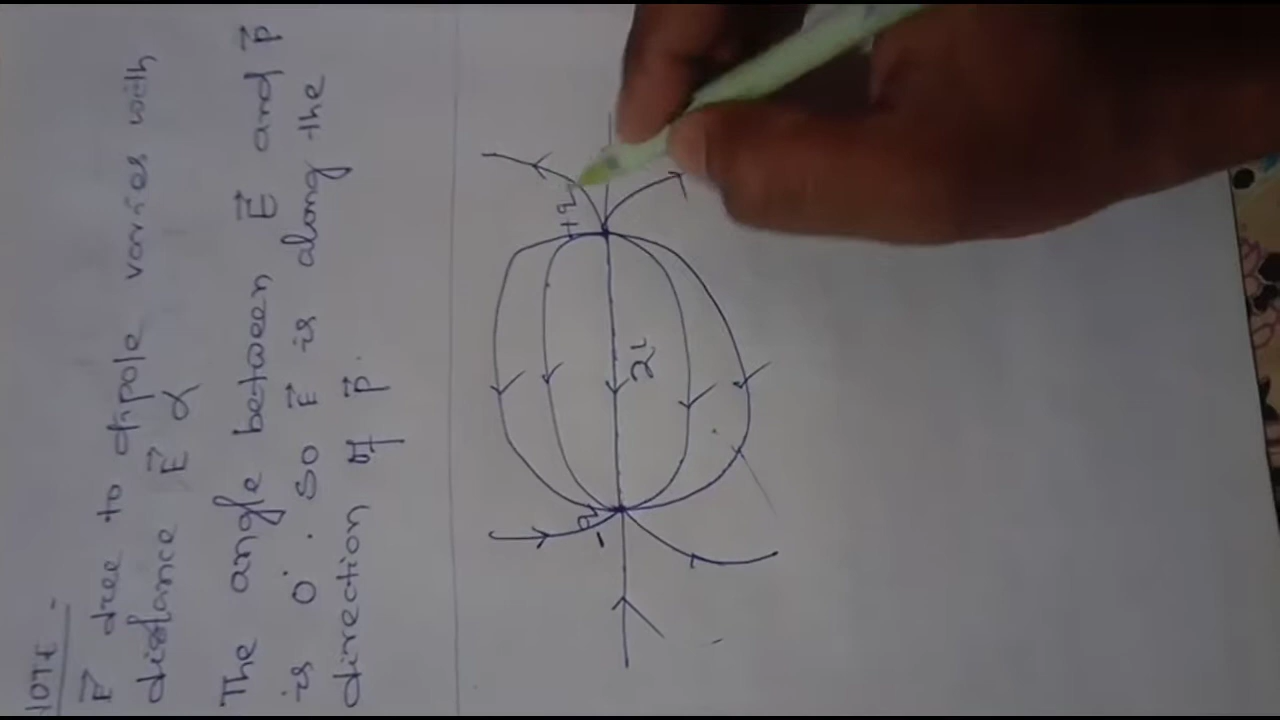 NOTE -
E⃗ due to dipole varies with
distance E⃗ α
The angle between E⃗ and P⃗
is 0°. so E⃗ is along the
direction of P⃗.
-q
2l
+q